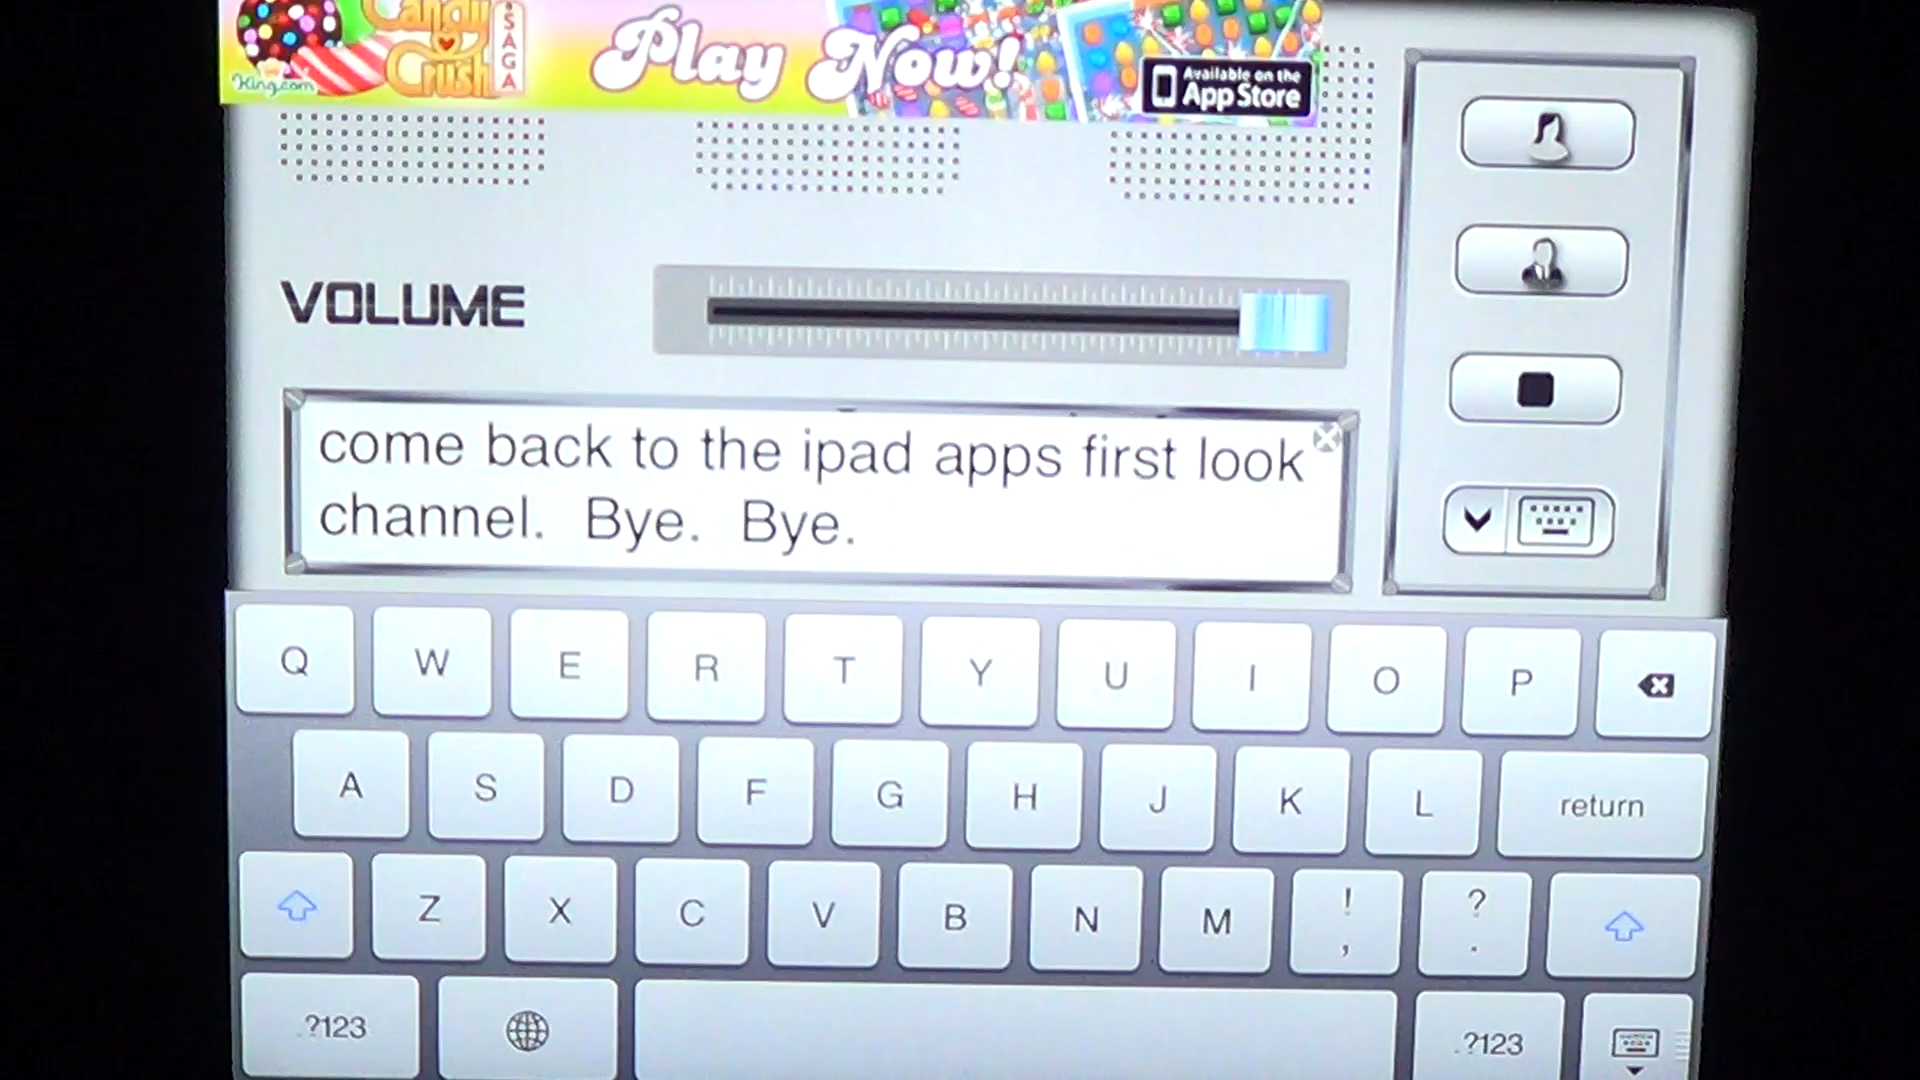 Candy
Crush
SAGA
King.com
Play Now!
Available on the
App Store
VOLUME
come back to the ipad apps first look
channel.  Bye.  Bye.
Q W E R T Y U I O P
A S D F G H J K L return
Z X C V B N M ! , ? .
.?123 .?123